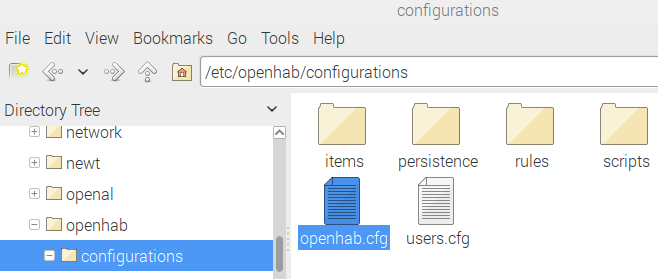 configurations
File Edit View Bookmarks Go Tools Help
/etc/openhab/configurations
Directory Tree
network
newt
openal
openhab
configurations
items persistence rules scripts
openhab.cfg users.cfg